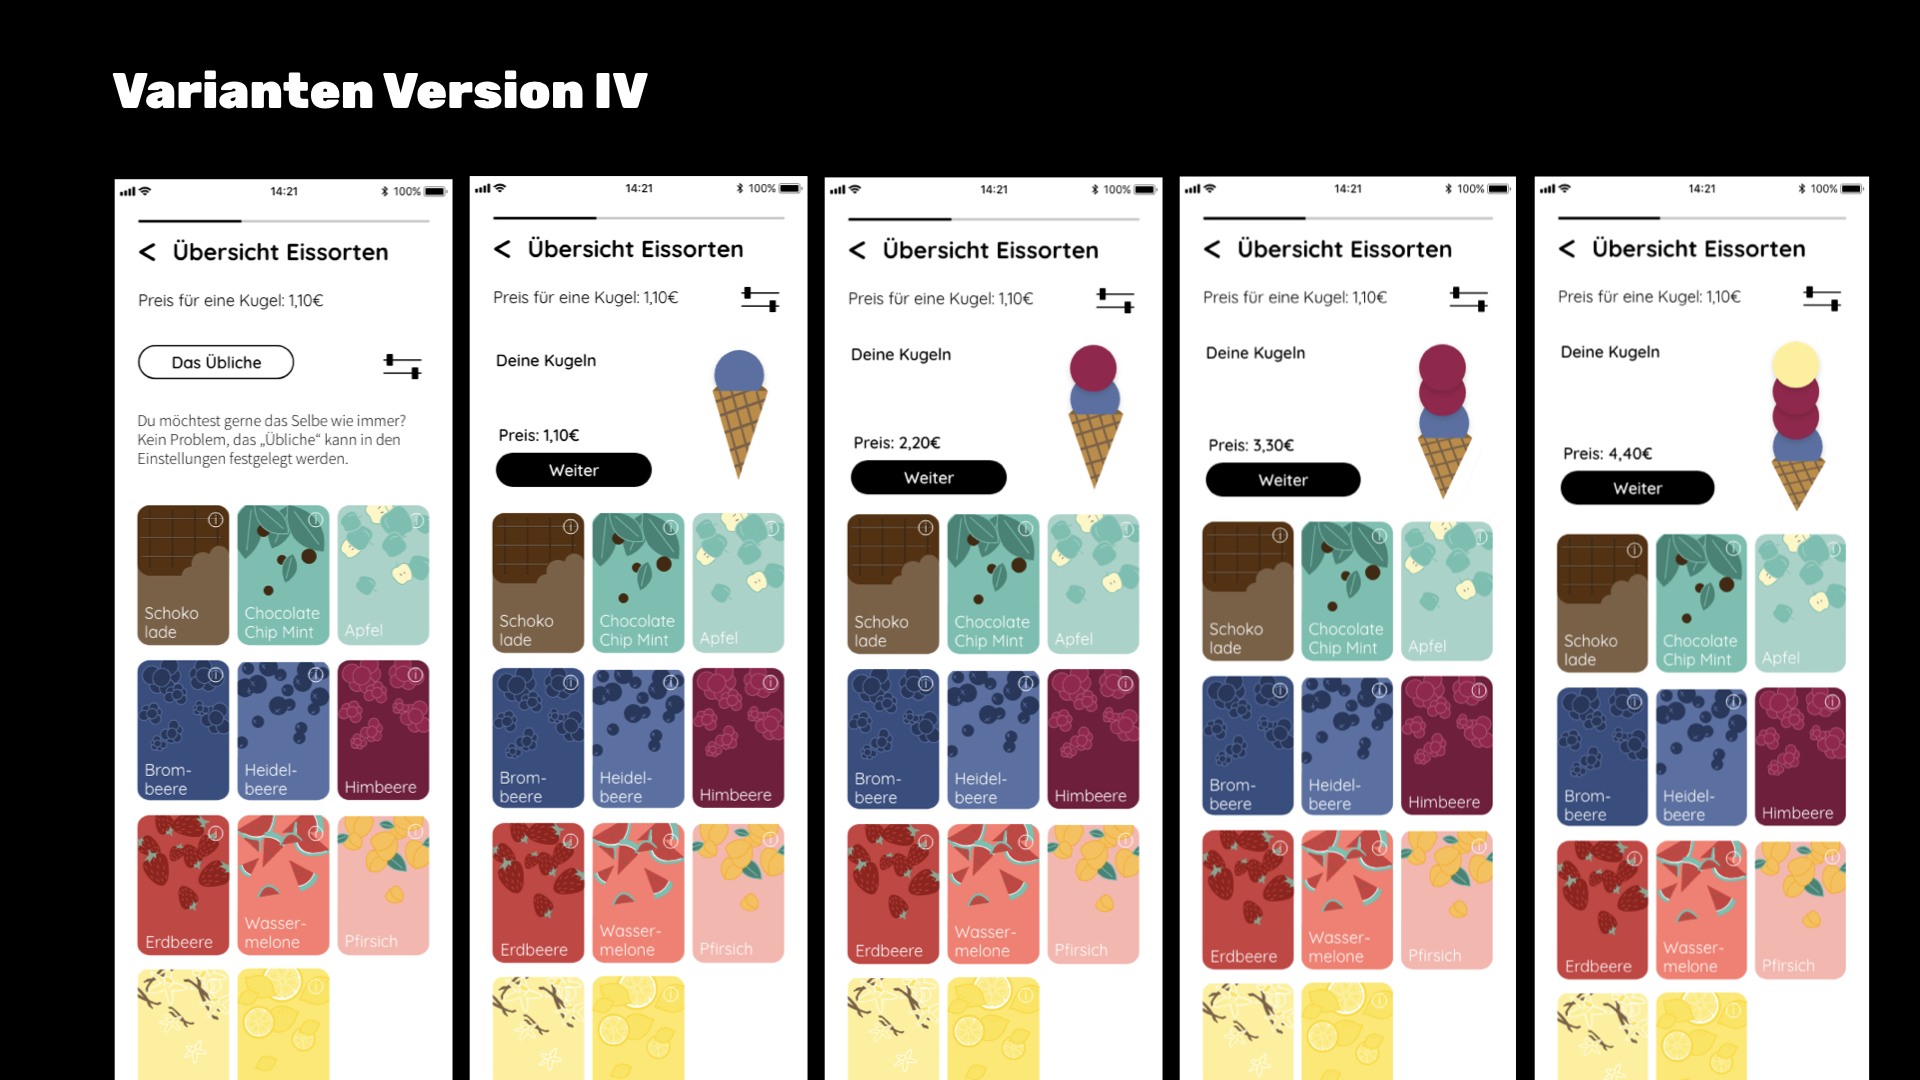 Varianten Version IV
14:21
100%
Übersicht Eissorten
Preis für eine Kugel: 1,10€
Das Übliche
Du möchtest gerne das Selbe wie immer?
Kein Problem, das „Übliche“ kann in den
Einstellungen festgelegt werden.
Schoko
lade
Chocolate
Chip Mint
Apfel
Brom-
beere
Heidel-
beere
Himbeere
Erdbeere
Wasser-
melone
Pfirsich
14:21
100%
Übersicht Eissorten
Preis für eine Kugel: 1,10€
Deine Kugeln
Preis: 1,10€
Weiter
Schoko
lade
Chocolate
Chip Mint
Apfel
Brom-
beere
Heidel-
beere
Himbeere
Erdbeere
Wasser-
melone
Pfirsich
14:21
100%
Übersicht Eissorten
Preis für eine Kugel: 1,10€
Deine Kugeln
Preis: 2,20€
Weiter
Schoko
lade
Chocolate
Chip Mint
Apfel
Brom-
beere
Heidel-
beere
Himbeere
Erdbeere
Wasser-
melone
Pfirsich
14:21
100%
Übersicht Eissorten
Preis für eine Kugel: 1,10€
Deine Kugeln
Preis: 3,30€
Weiter
Schoko
lade
Chocolate
Chip Mint
Apfel
Brom-
beere
Heidel-
beere
Himbeere
Erdbeere
Wasser-
melone
Pfirsich
14:21
100%
Übersicht Eissorten
Preis für eine Kugel: 1,10€
Deine Kugeln
Preis: 4,40€
Weiter
Schoko
lade
Chocolate
Chip Mint
Apfel
Brom-
beere
Heidel-
beere
Himbeere
Erdbeere
Wasser-
melone
Pfirsich